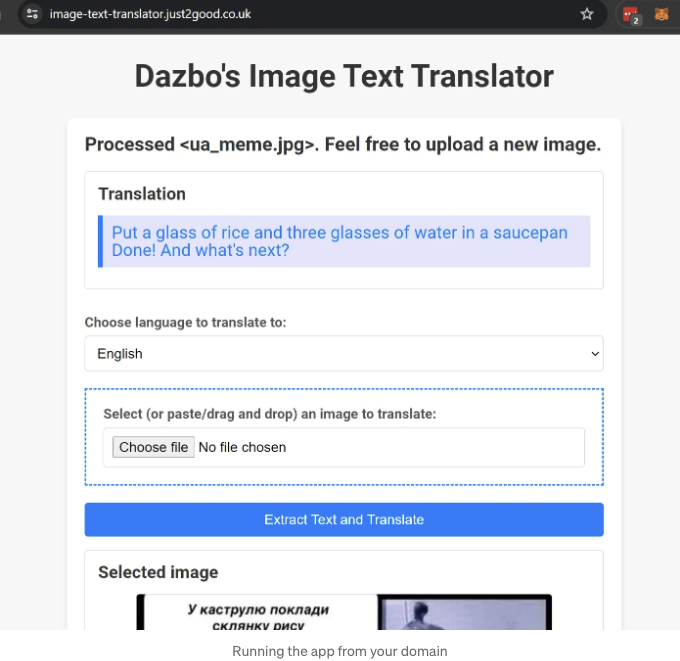 image-text-translator.just2good.co.uk
2
Dazbo's Image Text Translator
Processed <ua_meme.jpg>. Feel free to upload a new image.
Translation
Put a glass of rice and three glasses of water in a saucepan
Done! And what's next?
Choose language to translate to:
English
Select (or paste/drag and drop) an image to translate:
Choose file No file chosen
Extract Text and Translate
Selected image
У каструлю поклади
склянку рису
Running the app from your domain